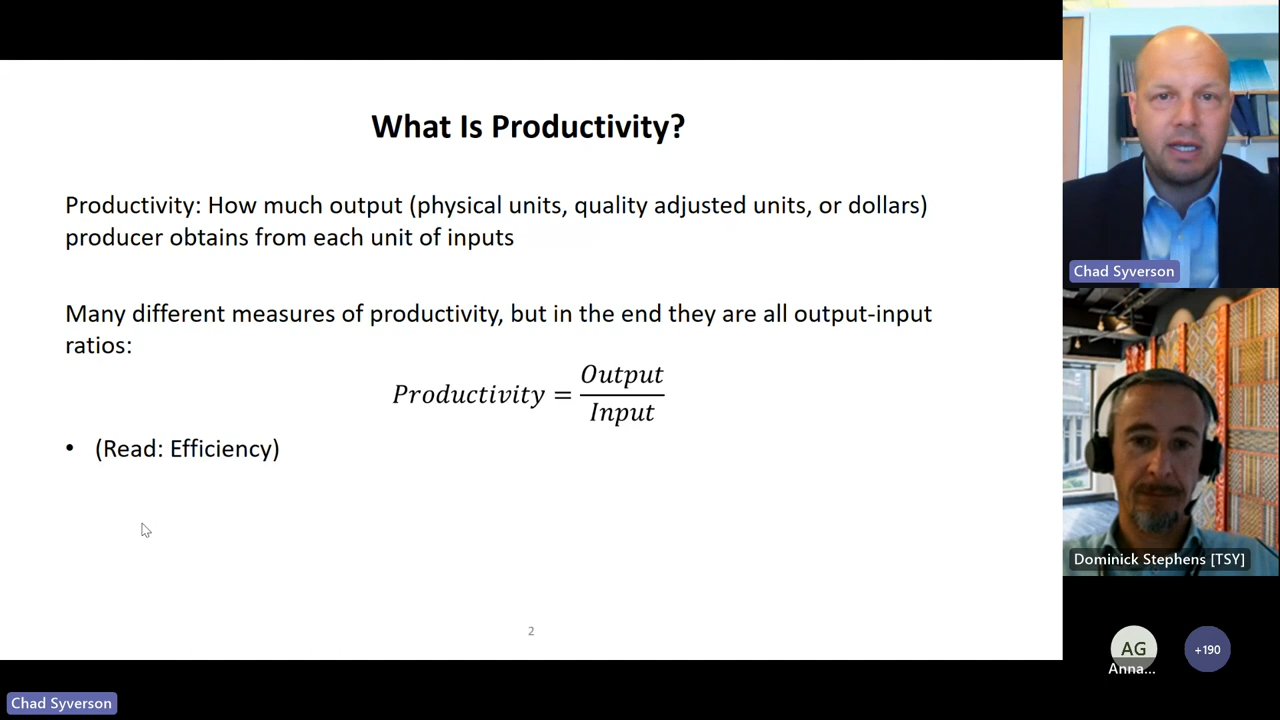 What Is Productivity?
Productivity: How much output (physical units, quality adjusted units, or dollars)
producer obtains from each unit of inputs
Many different measures of productivity, but in the end they are all output-input
ratios:
Productivity = Output
Input
• (Read: Efficiency)
2
Chad Syverson
Chad Syverson
Dominick Stephens [TSY]
AG
Anna...
+190